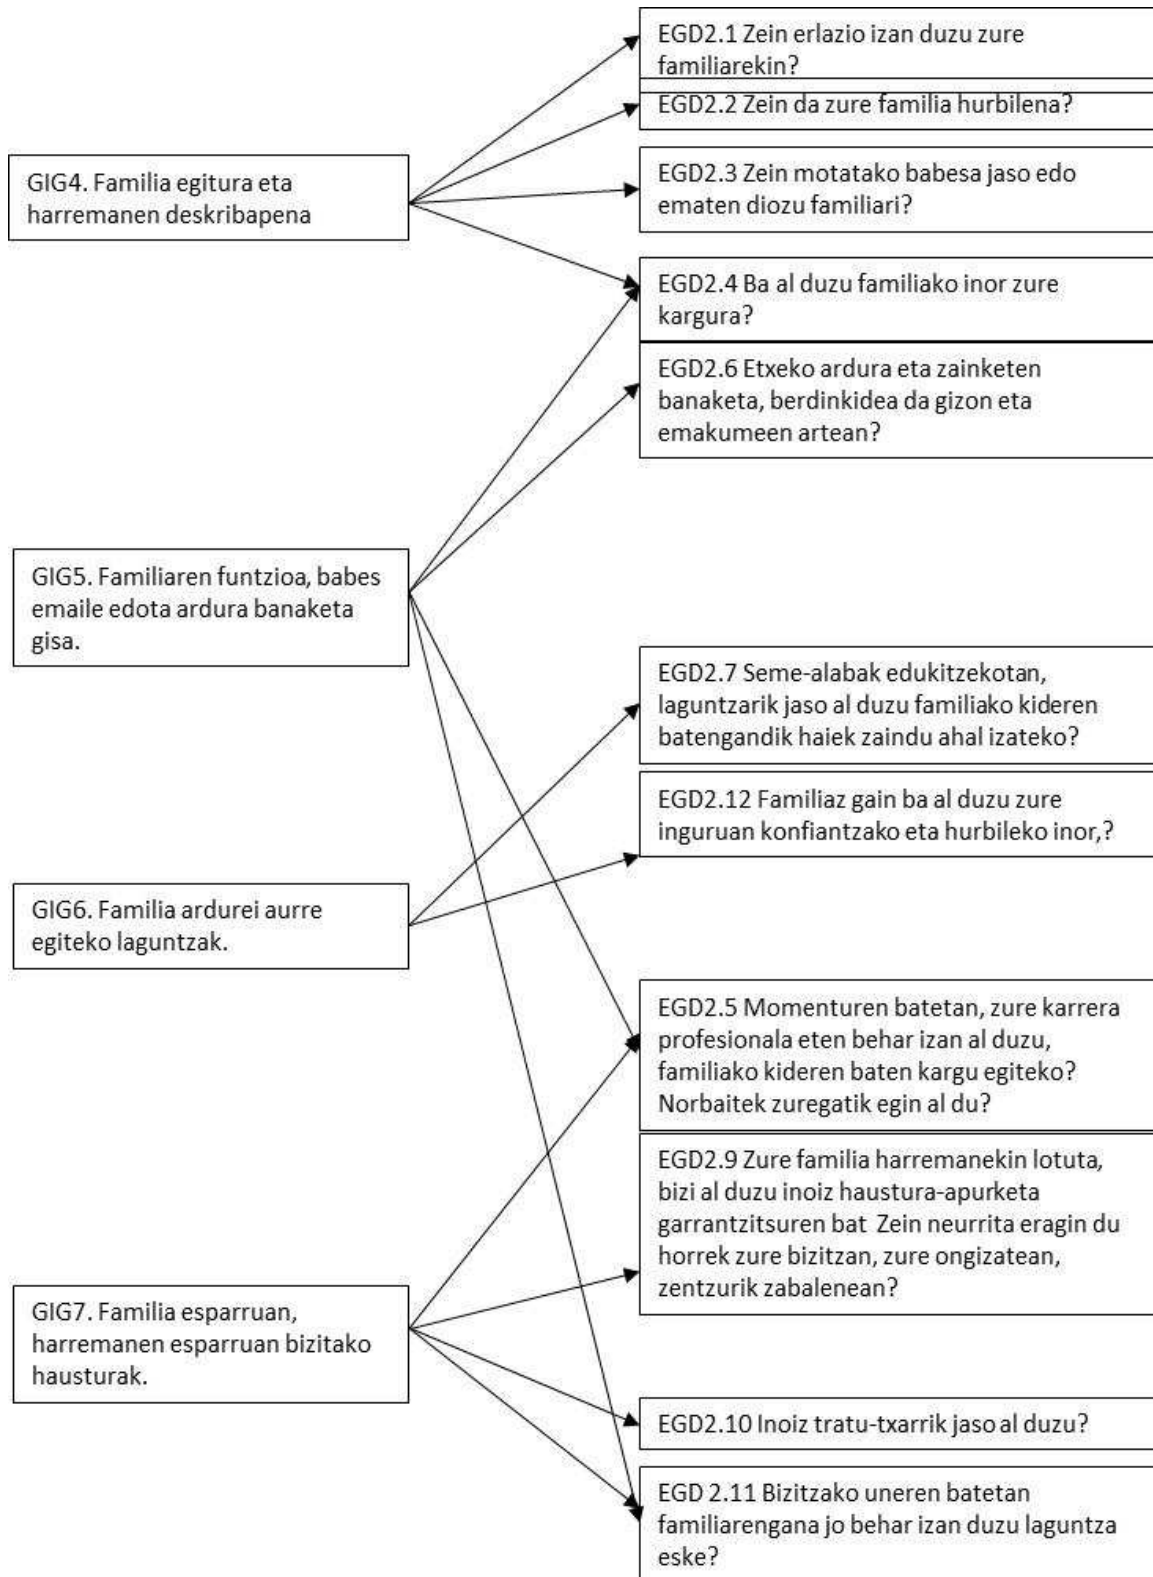 GIG4. Familia egitura eta
harremanen deskribapena
GIG5. Familiaren funtzioa, babes
emaile edota ardura banaketa
gisa.
GIG6. Familia ardurei aurre
egiteko laguntzak.
GIG7. Familia esparruan,
harremanen esparruan bizitako
hausturak.
EGD2.1 Zein erlazio izan duzu zure
familiarekin?
EGD2.2 Zein da zure familia hurbilena?
EGD2.3 Zein motatako babesa jaso edo
ematen diozu familiari?
EGD2.4 Ba al duzu familiako inor zure
kargura?
EGD2.6 Etxeko ardura eta zainketen
banaketa, berdinkidea da gizon eta
emakumeen artean?
EGD2.7 Seme-alabak edukitzekotan,
laguntzarik jaso al duzu familiako kideren
batengandik haiek zaindu ahal izateko?
EGD2.12 Familiaz gain ba al duzu zure
inguruan konfiantzako eta hurbileko inor,?
EGD2.5 Momenturen batetan, zure karrera
profesionala eten behar izan al duzu,
familiako kideren baten kargu egiteko?
Norbaitek zuregatik egin al du?
EGD2.9 Zure familia harremanekin lotuta,
bizi al duzu inoiz haustura-apurketa
garrantzitsuren bat Zein neurrita eragin du
horrek zure bizitzan, zure ongizatean,
zentzurik zabalenean?
EGD2.10 Inoiz tratu-txarrik jaso al duzu?
EGD 2.11 Bizitzako uneren batetan
familiarengana jo behar izan duzu laguntza
eske?